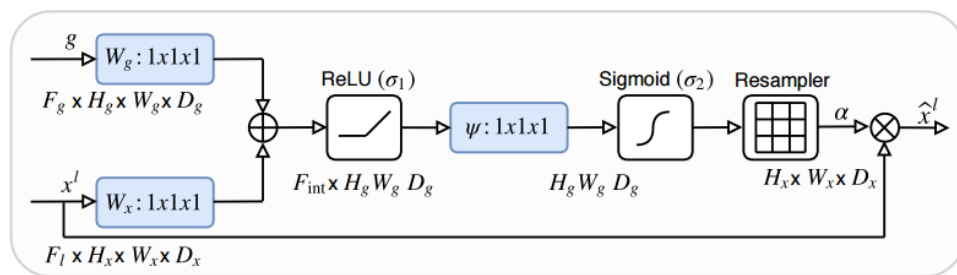 g
W_g : 1x1x1
F_g x H_g x W_g x D_g
ReLU (σ_1)
Sigmoid (σ_2)
Resampler
ψ : 1x1x1
α
x̂^l
F_int x H_g W_g D_g
H_g W_g D_g
H_x x W_x x D_x
x^l
W_x : 1x1x1
F_l x H_x x W_x x D_x